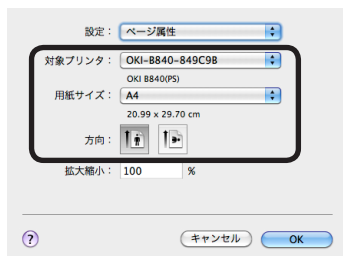 設定： ページ属性
対象プリンタ： OKI-B840-849C9B
OKI B840(PS)
用紙サイズ： A4
20.99 x 29.70 cm
方向：
拡大縮小： 100 %
? キャンセル OK